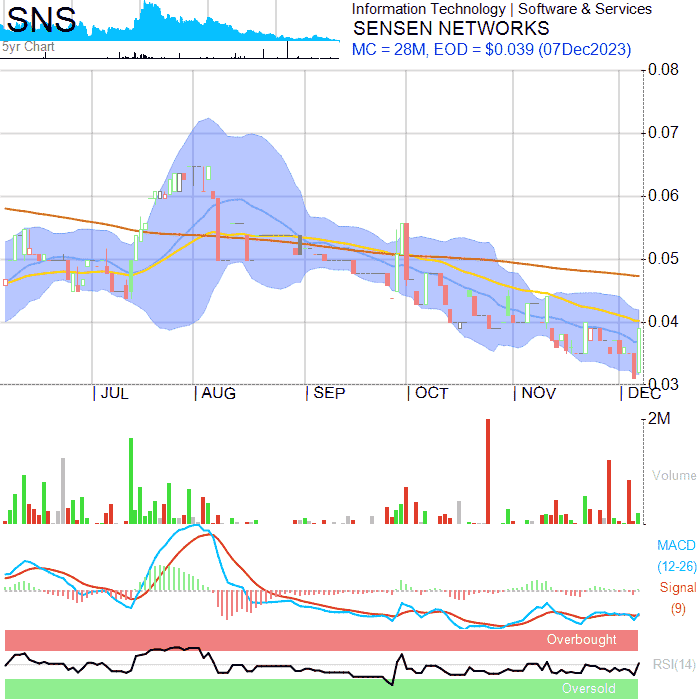 SNS
5yr Chart
Information Technology | Software & Services
SENSEN NETWORKS
MC = 28M, EOD = $0.039 (07Dec2023)
0.08
0.07
0.06
0.05
0.04
0.03
JUL AUG SEP OCT NOV DEC
2M
Volume
MACD
(12-26)
Signal
(9)
Overbought
RSI(14)
Oversold